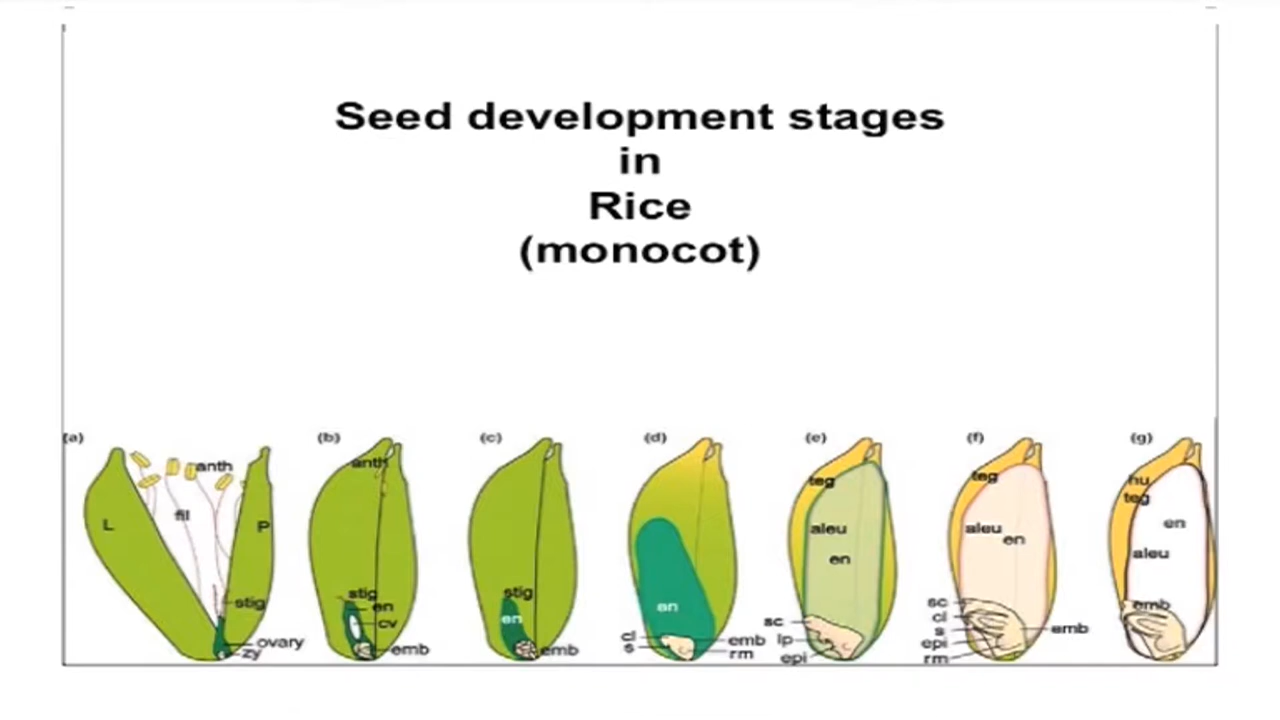 Seed development stages
in
Rice
(monocot)
(a) (b) (c) (d) (e) (f) (g)
anth
L
fil
P
stig
ovary
zy
anth
stig
en
cv
emb
stig
en
emb
en
cl
s
emb
rm
teg
aleu
en
sc
lp
epi
teg
aleu
en
sc
cl
s
epi
rm
emb
hu
teg
en
aleu
emb